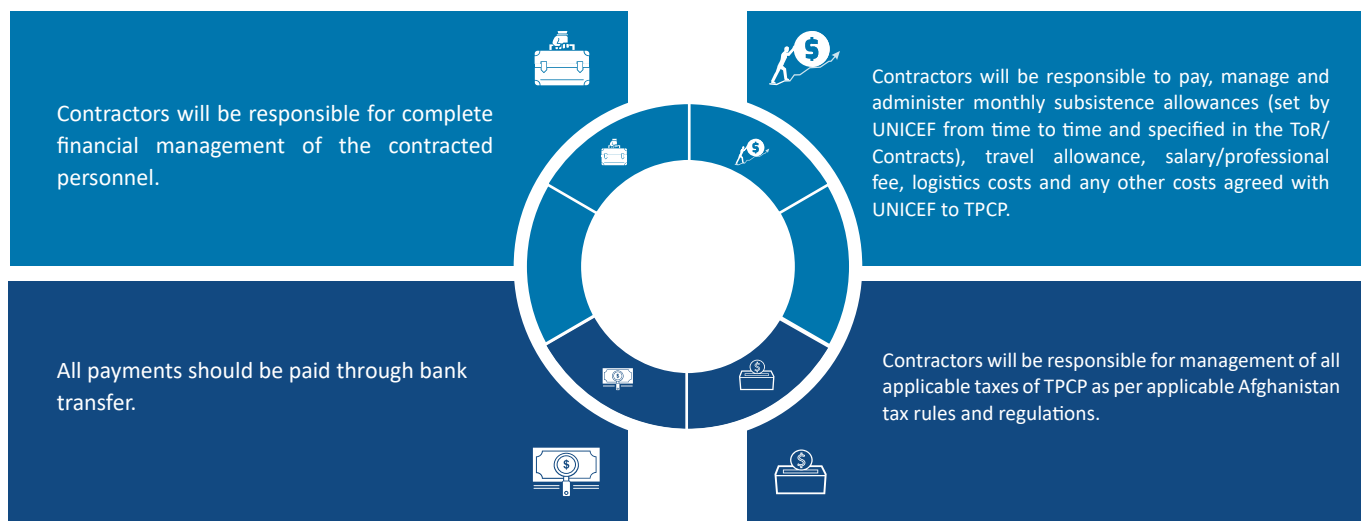 Contractors will be responsible for complete
financial management of the contracted
personnel.
Contractors will be responsible to pay, manage and
administer monthly subsistence allowances (set by
UNICEF from time to time and specified in the ToR/
Contracts), travel allowance, salary/professional
fee, logistics costs and any other costs agreed with
UNICEF to TPCP.
All payments should be paid through bank
transfer.
Contractors will be responsible for management of all
applicable taxes of TPCP as per applicable Afghanistan
tax rules and regulations.